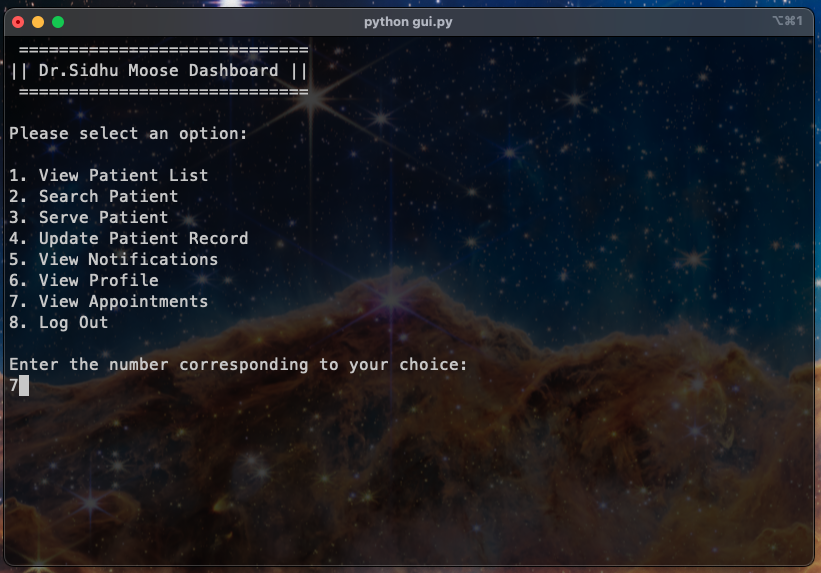 python gui.py
⌥⌘1
=============================
|| Dr.Sidhu Moose Dashboard ||
=============================
Please select an option:
1. View Patient List
2. Search Patient
3. Serve Patient
4. Update Patient Record
5. View Notifications
6. View Profile
7. View Appointments
8. Log Out
Enter the number corresponding to your choice:
7